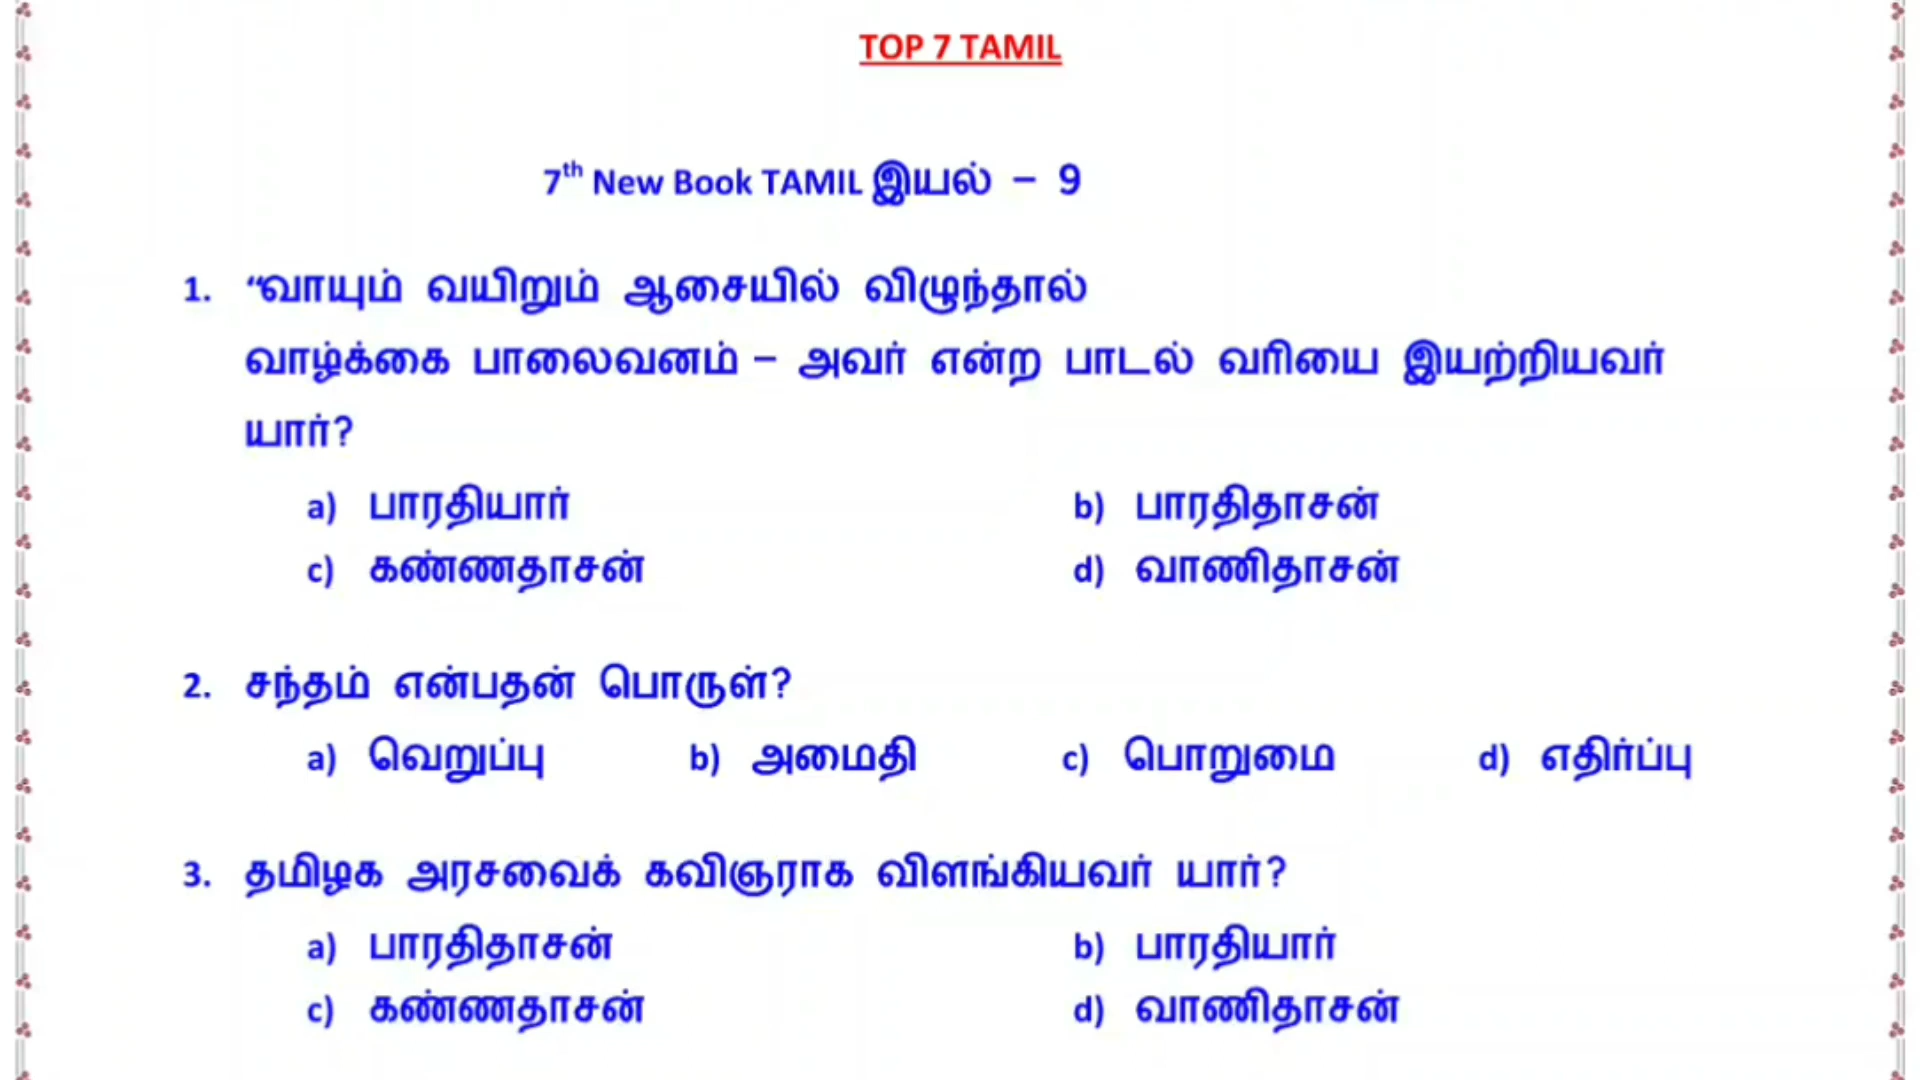 TOP 7 TAMIL
7th New Book TAMIL இயல் – 9
1. “வாயும் வயிறும் ஆசையில் விழுந்தால்
வாழ்க்கை பாலைவனம் – அவர் என்ற பாடல் வரியை இயற்றியவர்
யார்?
a) பாரதியார் b) பாரதிதாசன்
c) கண்ணதாசன் d) வாணிதாசன்
2. சந்தம் என்பதன் பொருள்?
a) வெறுப்பு b) அமைதி c) பொறுமை d) எதிர்ப்பு
3. தமிழக அரசவைக் கவிஞராக விளங்கியவர் யார்?
a) பாரதிதாசன் b) பாரதியார்
c) கண்ணதாசன் d) வாணிதாசன்